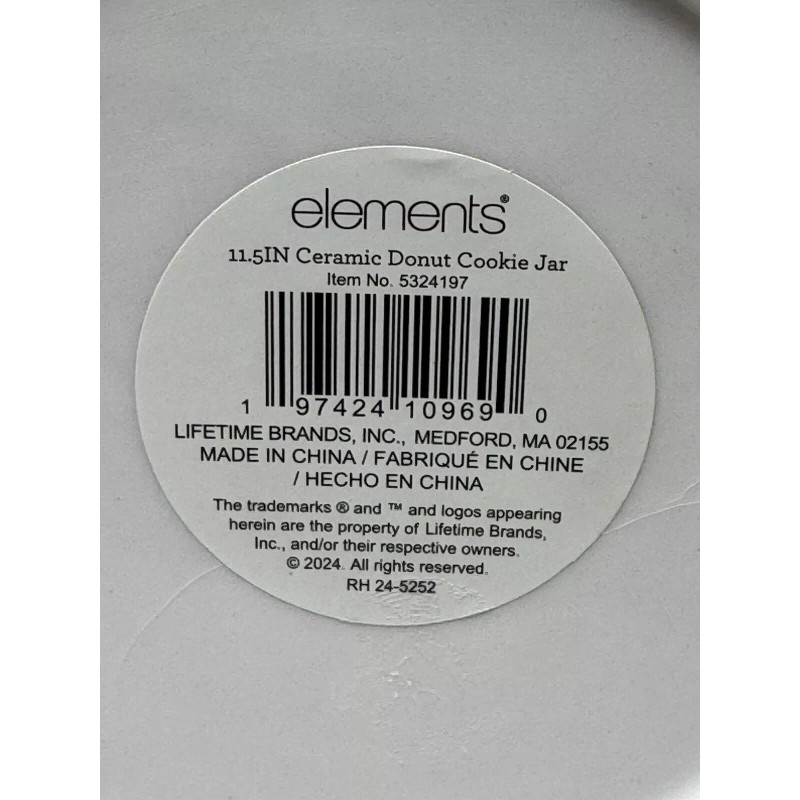 elements®
11.5IN Ceramic Donut Cookie Jar
Item No. 5324197
1 97424 10969 0
LIFETIME BRANDS, INC., MEDFORD, MA 02155
MADE IN CHINA / FABRIQUÉ EN CHINE
/ HECHO EN CHINA
The trademarks ® and ™ and logos appearing
herein are the property of Lifetime Brands,
Inc., and/or their respective owners.
© 2024. All rights reserved.
RH 24-5252